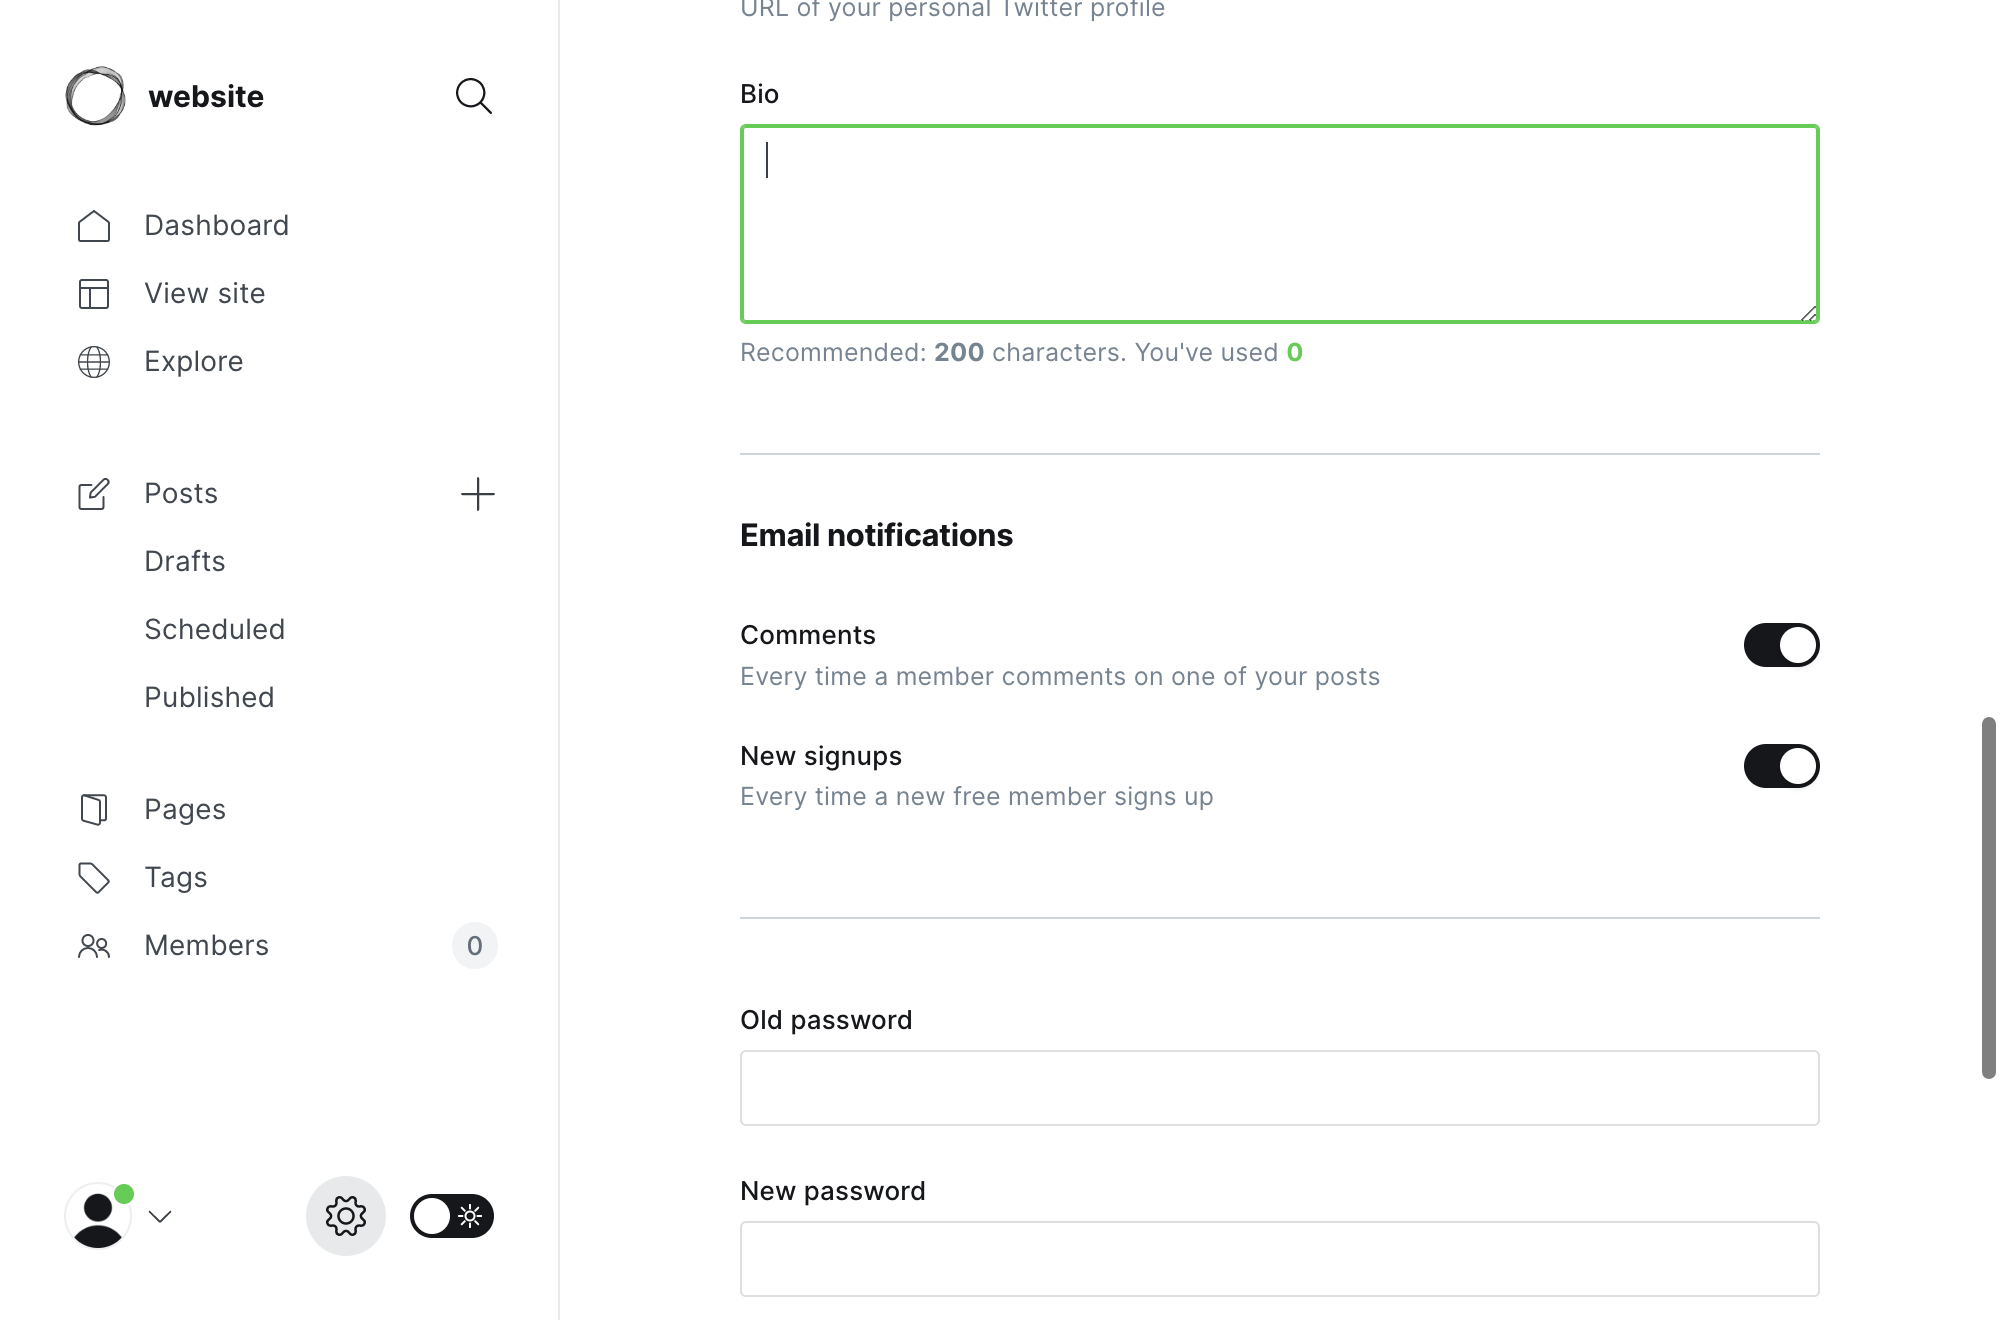 website
Dashboard
View site
Explore
Posts
Drafts
Scheduled
Published
Pages
Tags
Members 0
URL of your personal Twitter profile
Bio
Recommended: 200 characters. You've used 0
Email notifications
Comments
Every time a member comments on one of your posts
New signups
Every time a new free member signs up
Old password
New password